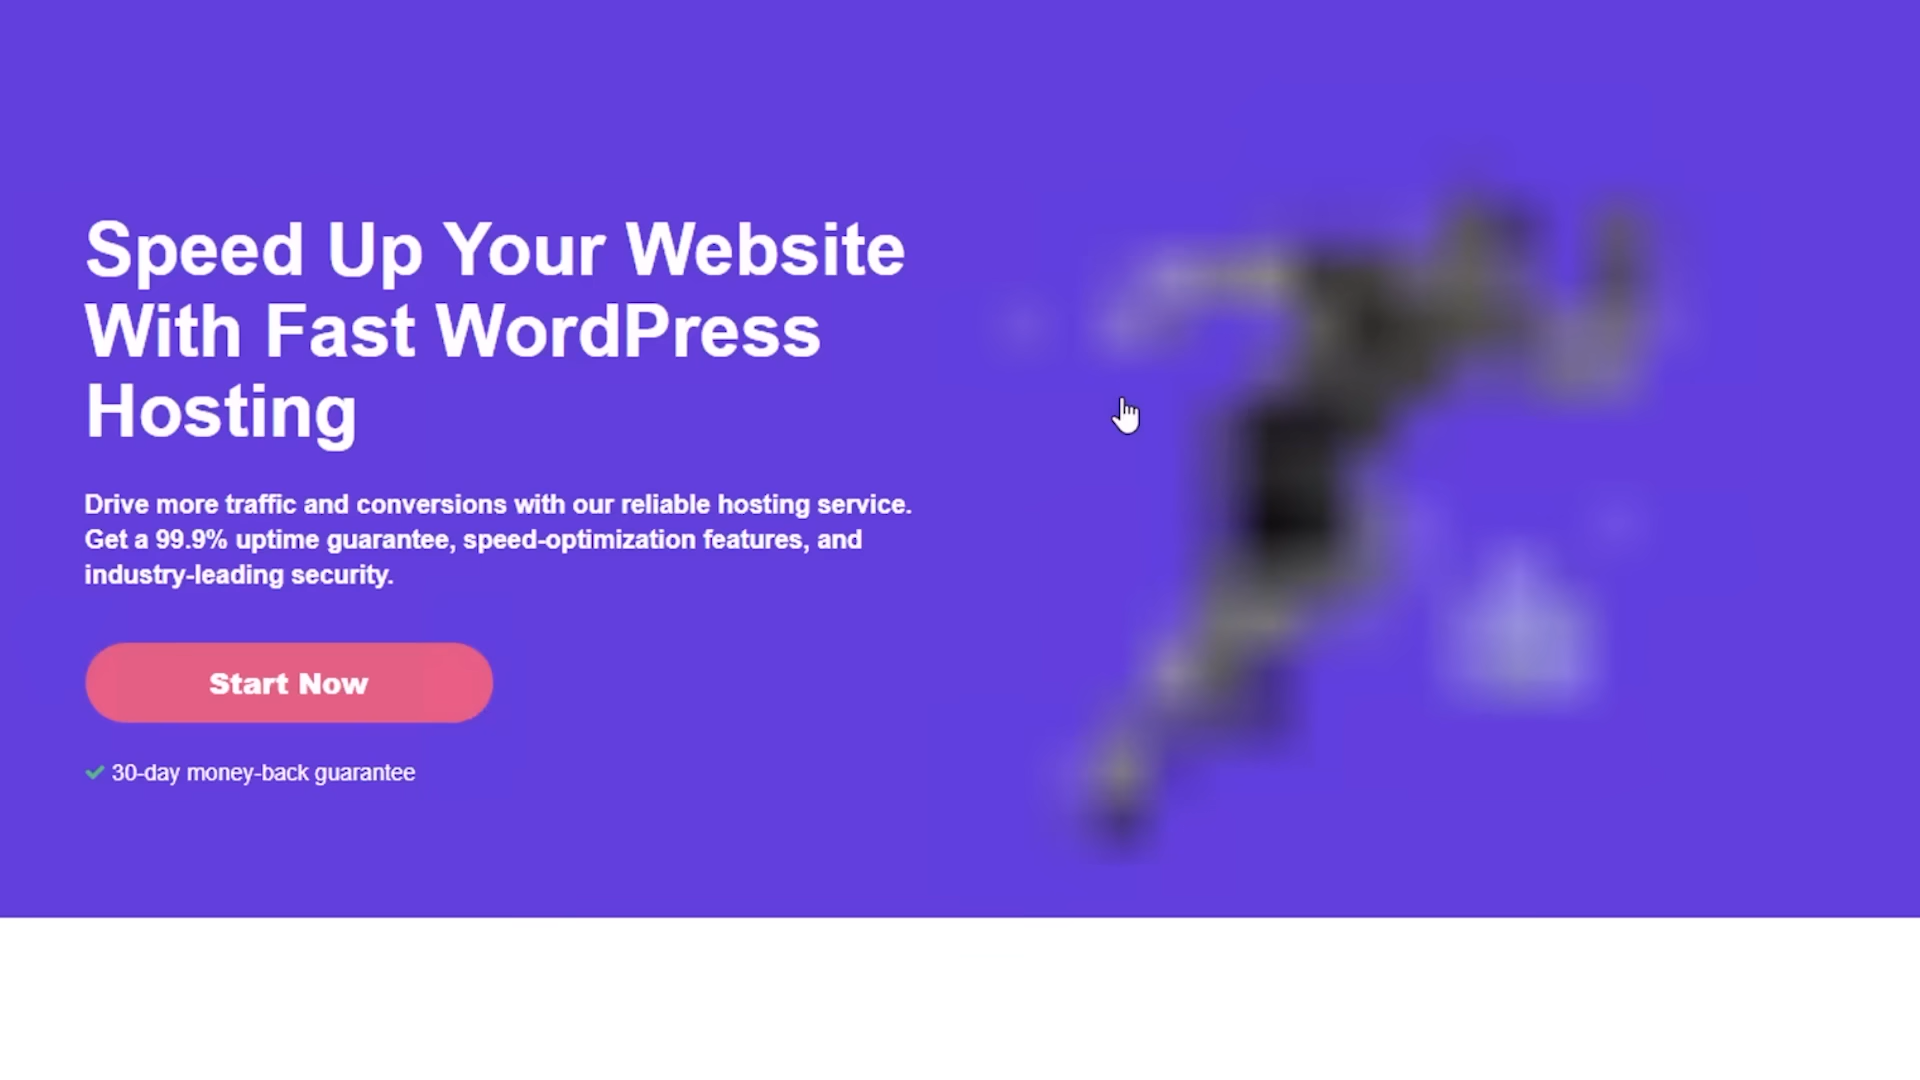 Speed Up Your Website
With Fast WordPress
Hosting
Drive more traffic and conversions with our reliable hosting service.
Get a 99.9% uptime guarantee, speed-optimization features, and
industry-leading security.
Start Now
30-day money-back guarantee